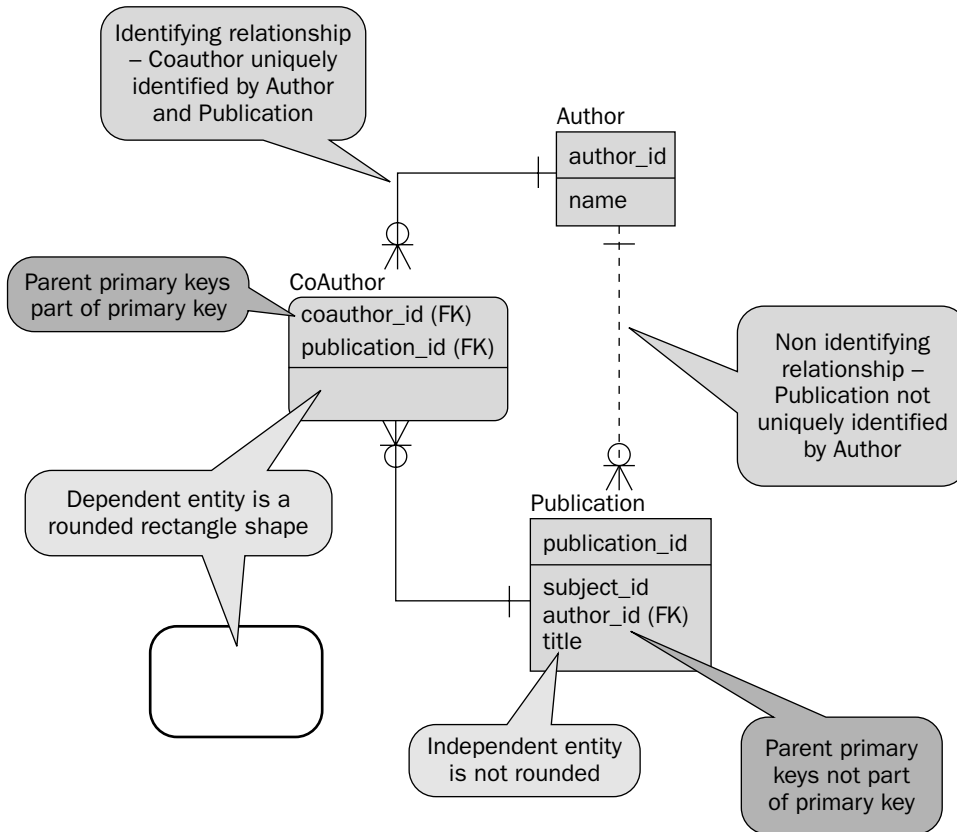 Identifying relationship
– Coauthor uniquely
identified by Author
and Publication
Author
author_id
name
Parent primary keys
part of primary key
CoAuthor
coauthor_id (FK)
publication_id (FK)
Non identifying
relationship –
Publication not
uniquely identified
by Author
Dependent entity is a
rounded rectangle shape
Publication
publication_id
subject_id
author_id (FK)
title
Independent entity
is not rounded
Parent primary
keys not part
of primary key